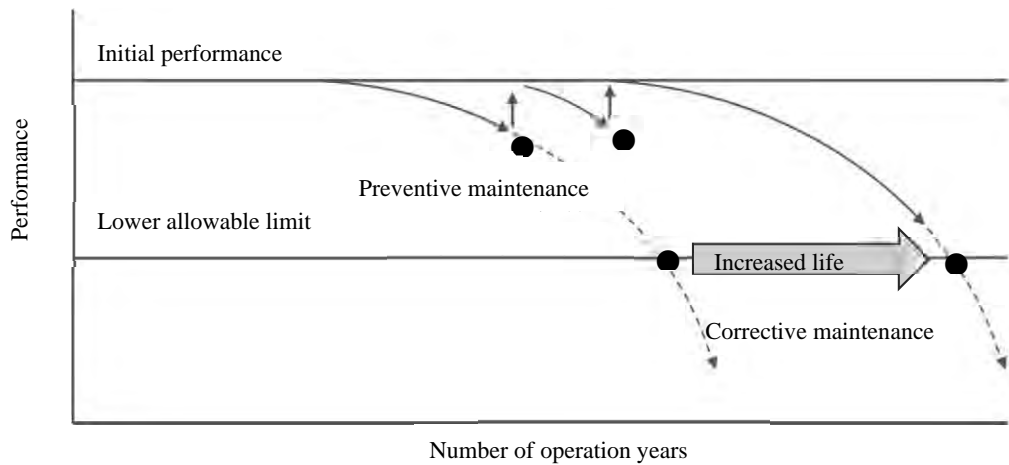 Initial performance
Performance
Preventive maintenance
Lower allowable limit
Increased life
Corrective maintenance
Number of operation years